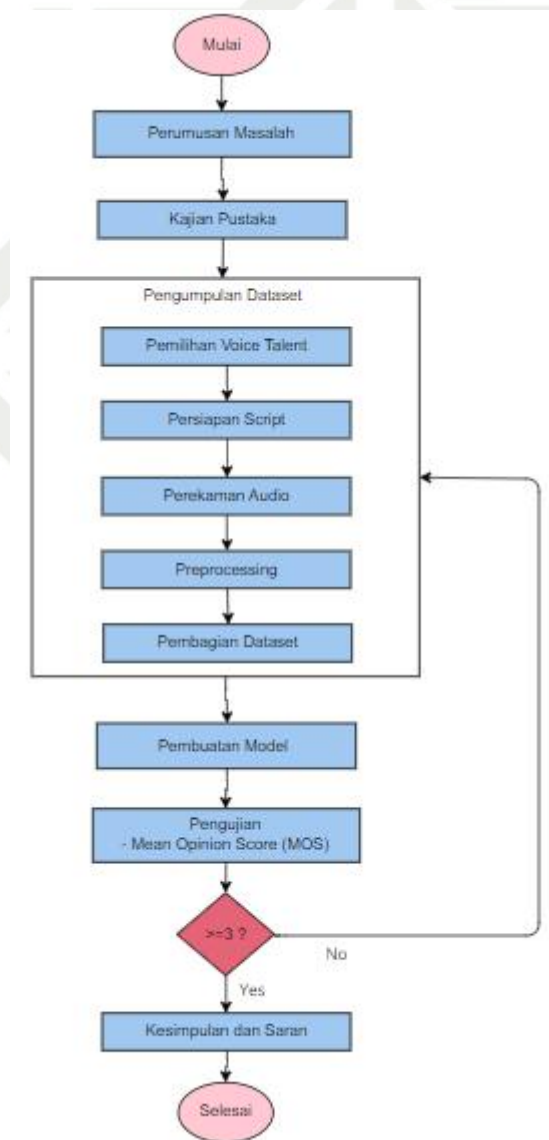 Mulai
Perumusan Masalah
Kajian Pustaka
Pengumpulan Dataset
Pemilihan Voice Talent
Persiapan Script
Perekaman Audio
Preprocessing
Pembagian Dataset
Pembuatan Model
Pengujian
- Mean Opinion Score (MOS)
>=3 ?
No
Yes
Kesimpulan dan Saran
Selesai